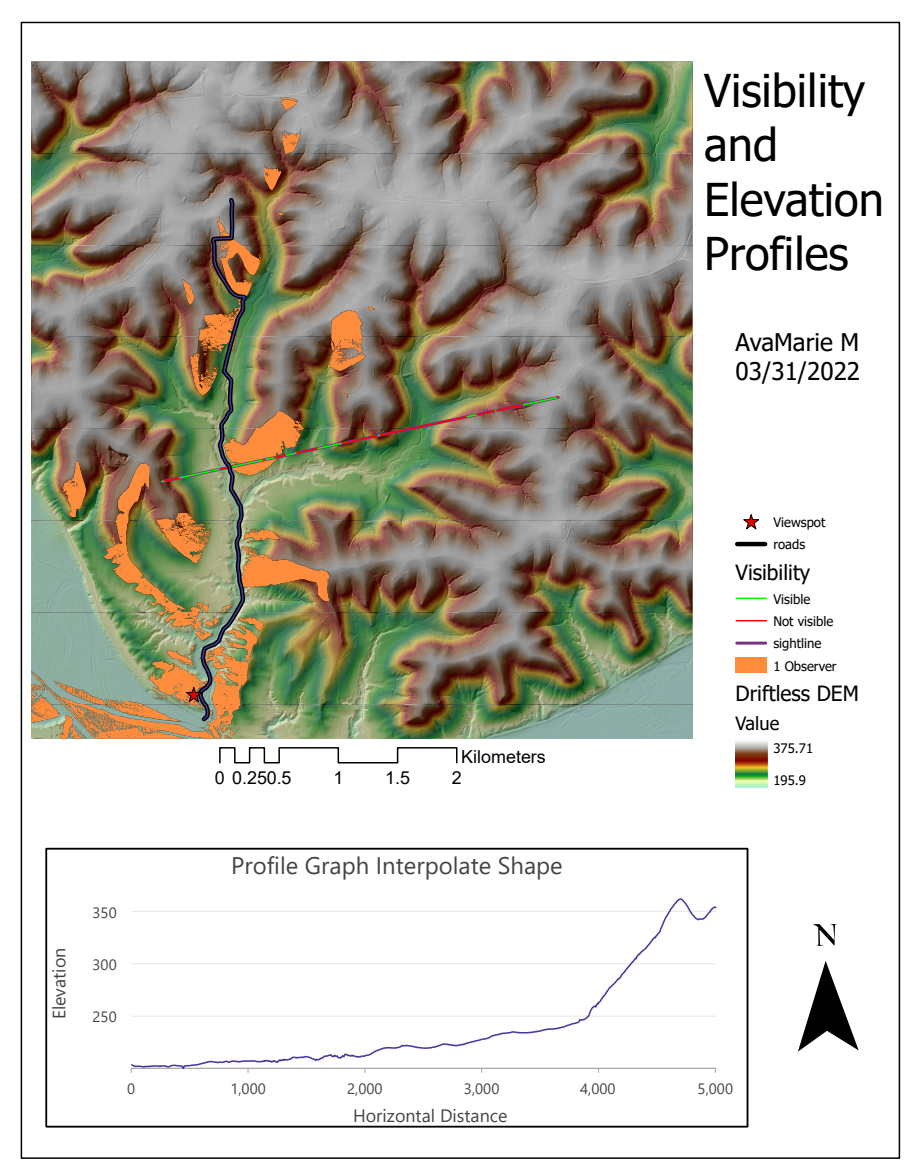 Visibility
and
Elevation
Profiles
AvaMarie M
03/31/2022
Viewspot
roads
Visibility
Visible
Not visible
sightline
1 Observer
Driftless DEM
Value
375.71
195.9
Kilometers
0 0.25 0.5 1 1.5 2
Profile Graph Interpolate Shape
Elevation
350
300
250
0 1,000 2,000 3,000 4,000 5,000
Horizontal Distance
N